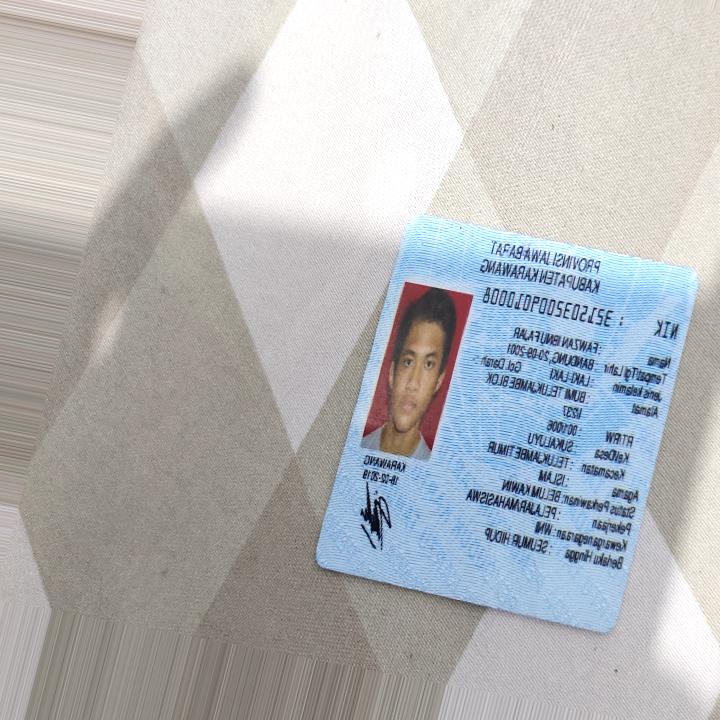 PROVINSI JAWA BARAT
KABUPATEN KARAWANG
NIK : 3215032009010008
Nama : FAWZAN IBNU FAJAR
Tempat/Tgl Lahir : BANDUNG, 20-09-2001
Jenis kelamin : LAKI-LAKI Gol. Darah :
Alamat : BUMI TELUKJAMBE BLOK
RT/RW : 001/006
Kel/Desa : SUKALUYU
Kecamatan : TELUKJAMBE TIMUR
Agama : ISLAM
Status Perkawinan: BELUM KAWIN
Pekerjaan : PELAJAR/MAHASISWA
Kewarganegaraan: WNI
Berlaku Hingga : SEUMUR HIDUP
KARAWANG
18-02-2019